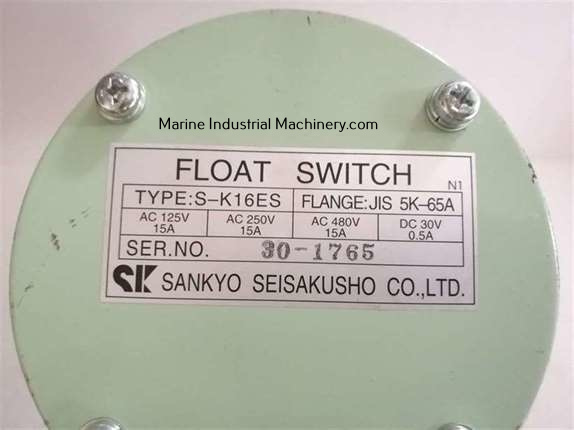 Marine Industrial Machinery.com
FLOAT SWITCH
N1
TYPE:S-K16ES FLANGE:JIS 5K-65A
AC 125V 15A AC 250V 15A AC 480V 15A DC 30V 0.5A
SER.NO. 30-1765
SK SANKYO SEISAKUSHO CO.,LTD.